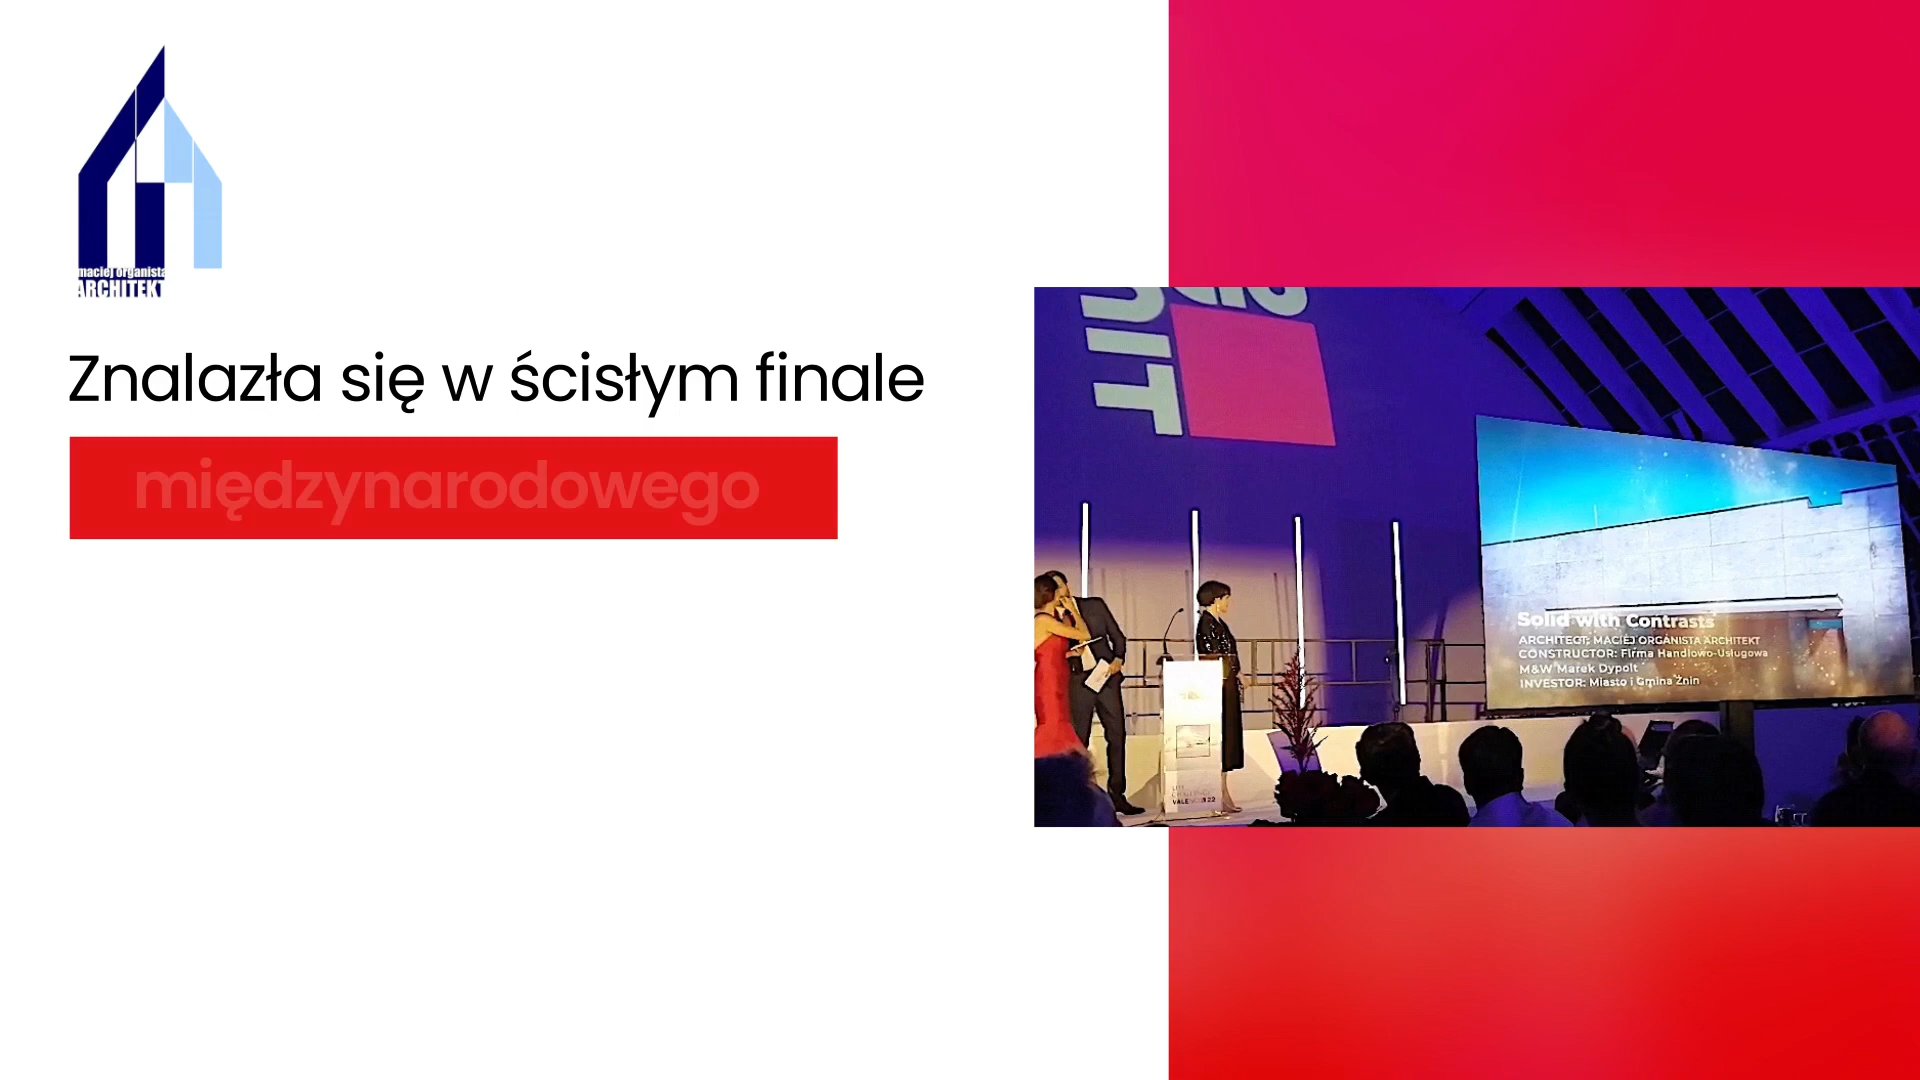 maciej organista
ARCHITEKT
Znalazła się w ścisłym finale
międzynarodowego
Solid with Contrasts
ARCHITECT: MACIEJ ORGANISTA ARCHITEKT
CONSTRUCTOR: Firma Handlowo-Usługowa
M&W Marek Dypolt
INVESTOR: Miasto i Gmina Żnin
VALENCIA22